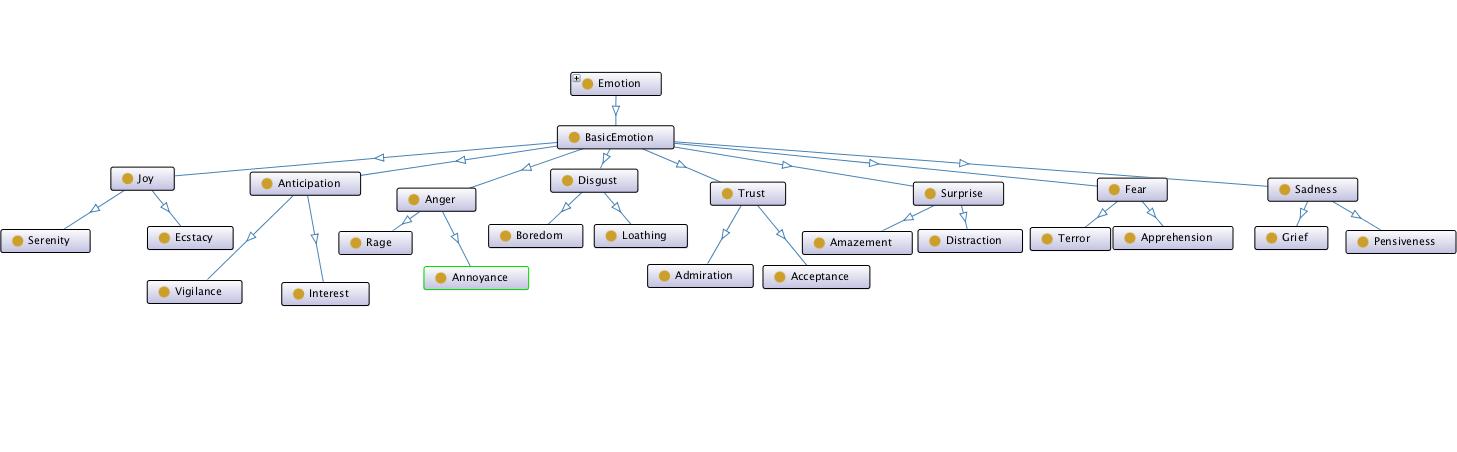 Emotion
BasicEmotion
Joy
Anticipation
Anger
Disgust
Trust
Surprise
Fear
Sadness
Serenity
Ecstacy
Vigilance
Interest
Rage
Annoyance
Boredom
Loathing
Admiration
Acceptance
Amazement
Distraction
Terror
Apprehension
Grief
Pensiveness